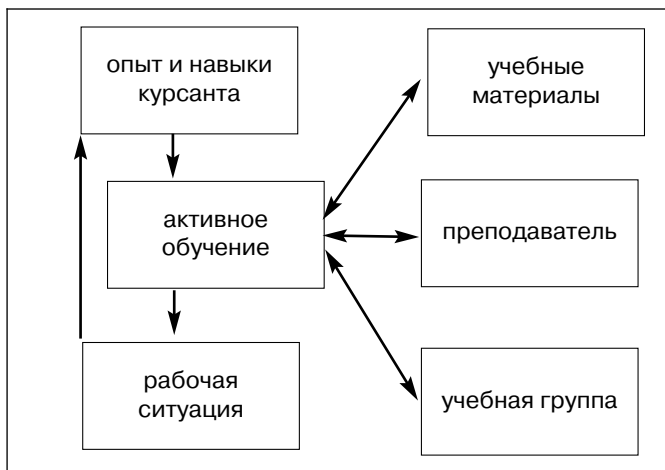 опыт и навыки
курсанта
учебные
материалы
активное
обучение
преподаватель
рабочая
ситуация
учебная группа